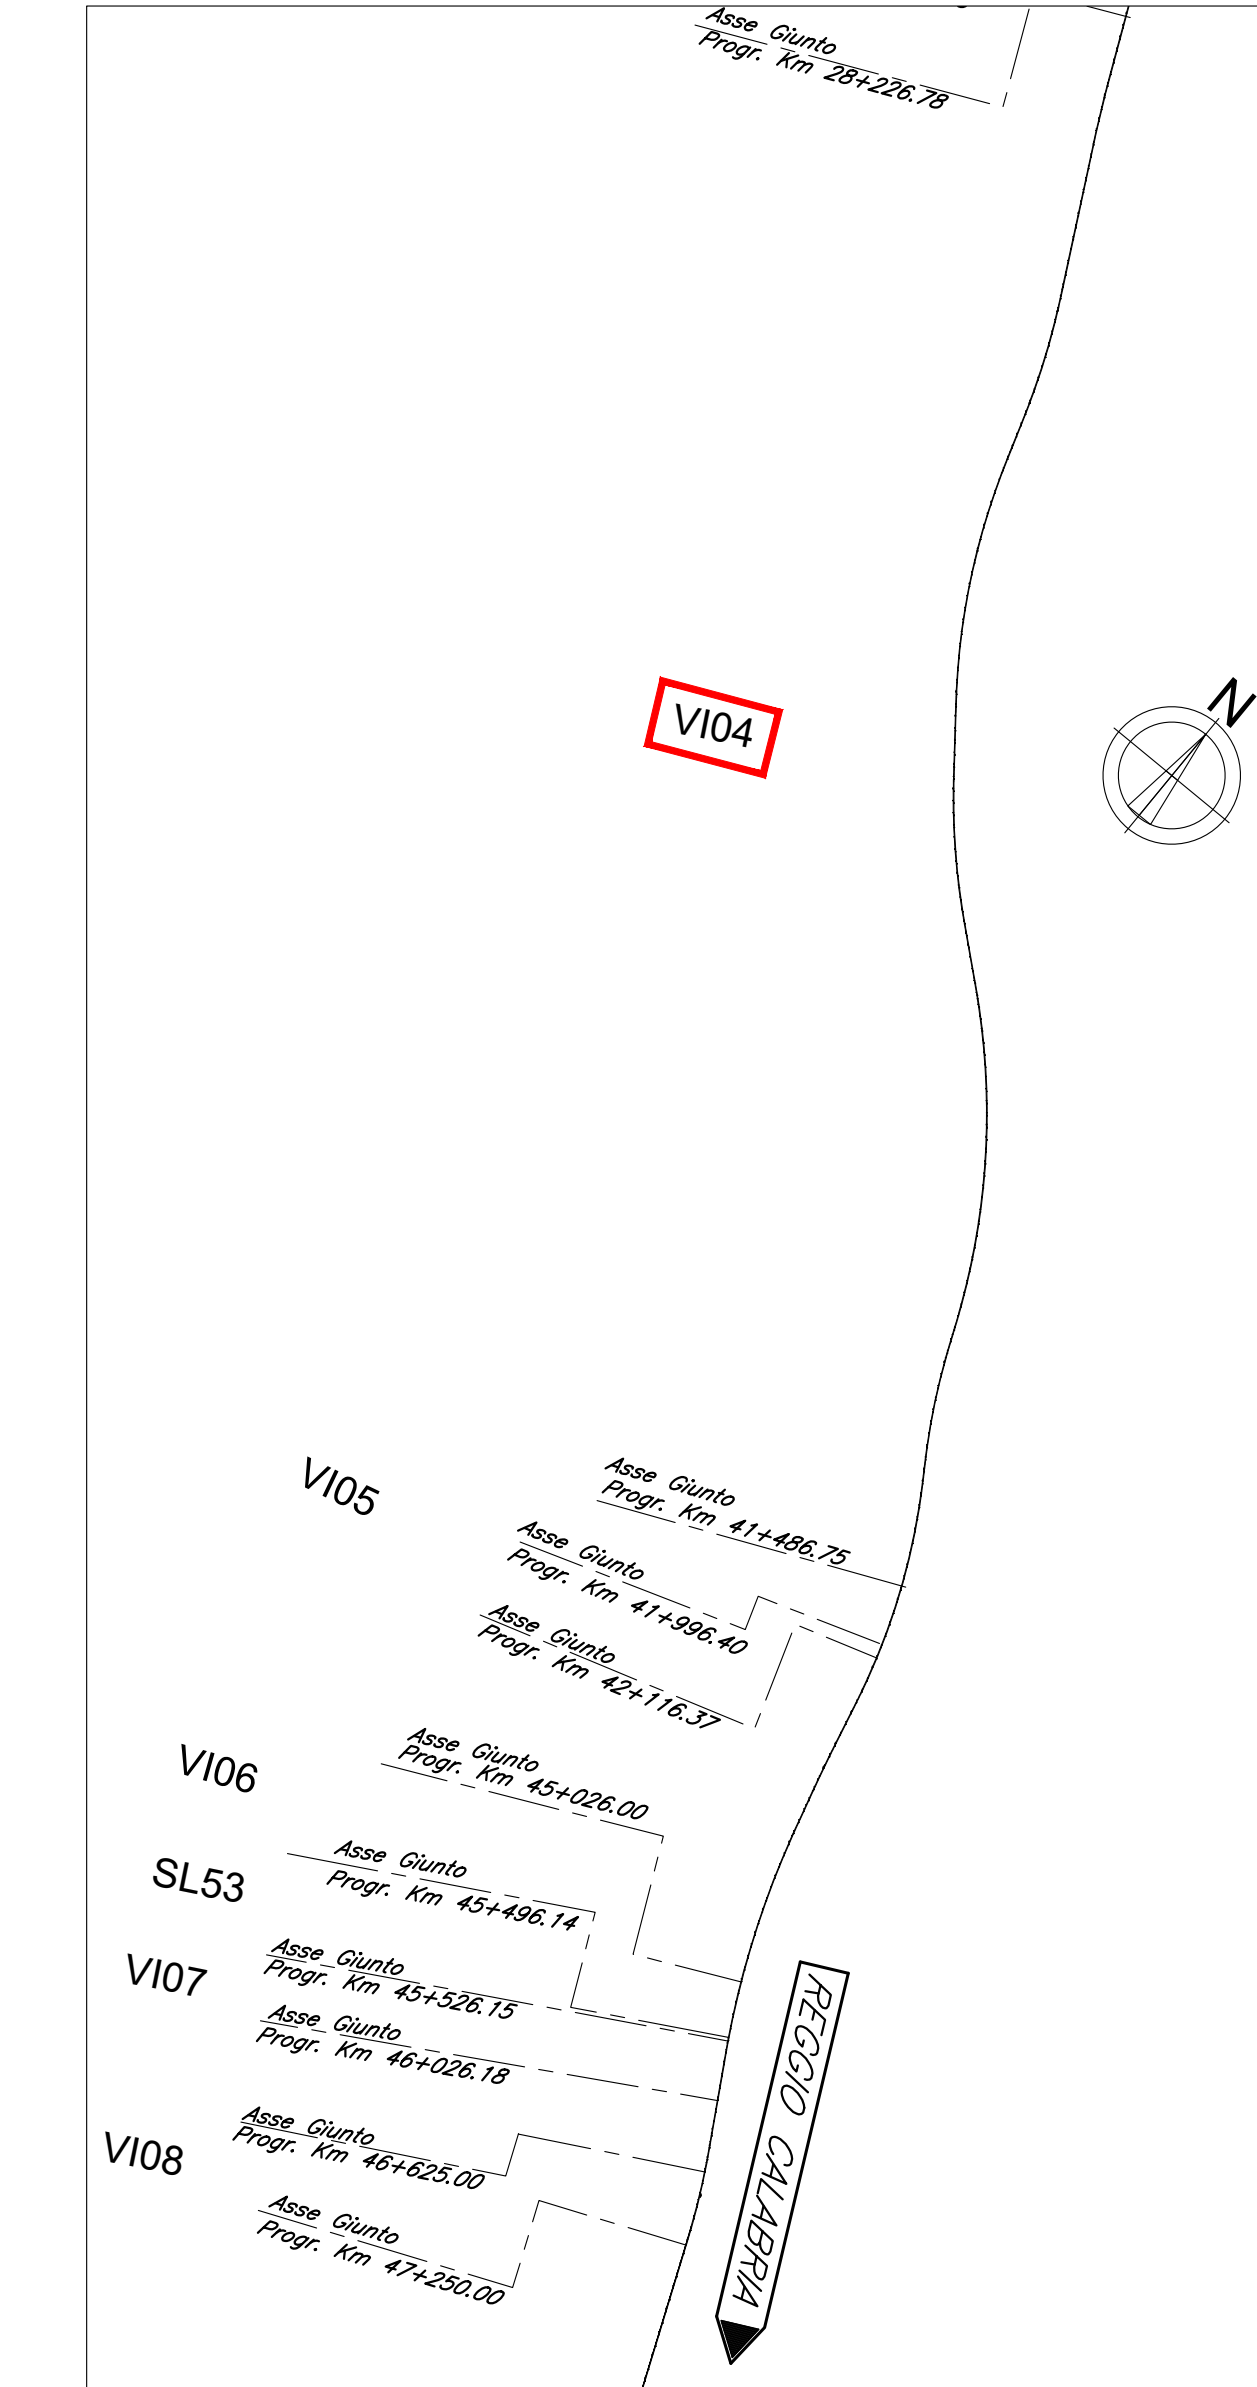 Asse Giunto
Progr. Km 28+226.78
VI04
N
VI05
Asse Giunto
Progr. Km 41+486.75
Asse Giunto
Progr. Km 41+996.40
Asse Giunto
Progr. Km 42+116.37
VI06
Asse Giunto
Progr. Km 45+026.00
SL53
Asse Giunto
Progr. Km 45+496.14
VI07
Asse Giunto
Progr. Km 45+526.15
Asse Giunto
Progr. Km 46+026.18
REGGIO CALABRIA
VI08
Asse Giunto
Progr. Km 46+625.00
Asse Giunto
Progr. Km 47+250.00